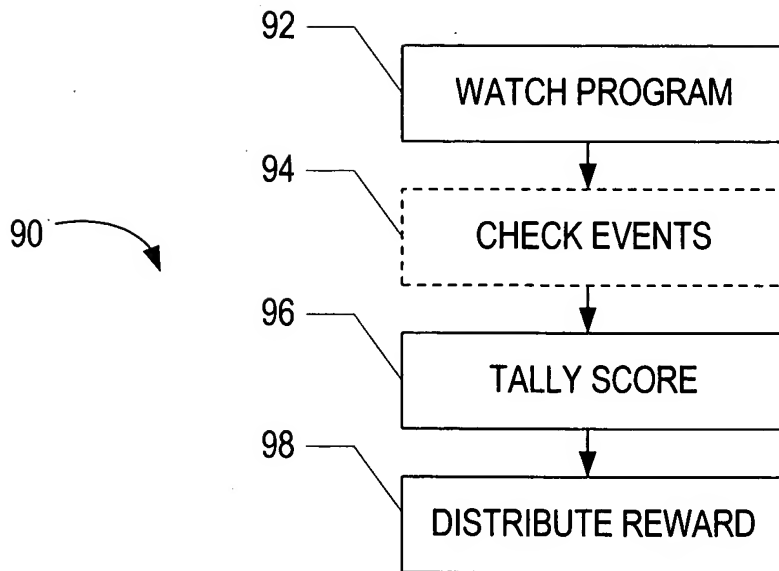 92
WATCH PROGRAM
94
CHECK EVENTS
90
96
TALLY SCORE
98
DISTRIBUTE REWARD